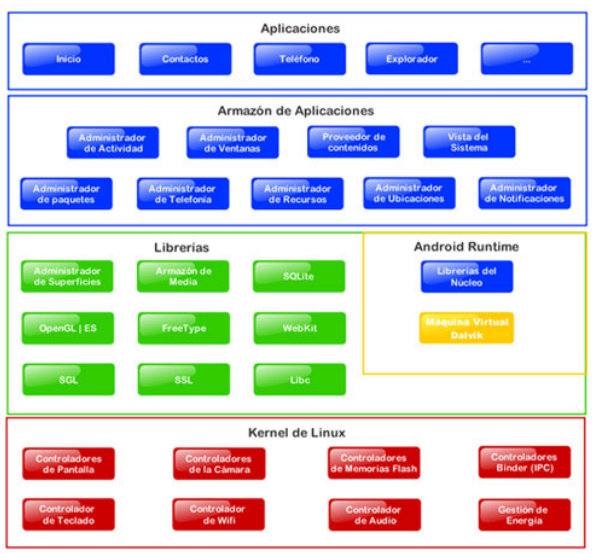 Aplicaciones
Inicio
Contactos
Teléfono
Explorador
...
Armazón de Aplicaciones
Administrador
de Actividad
Administrador
de Ventanas
Proveedor de
contenidos
Vista del
Sistema
Administrador
de paquetes
Administrador
de Telefonía
Administrador
de Recursos
Administrador
de Ubicaciones
Administrador
de Notificaciones
Librerías
Administrador
de Superficies
Armazón de
Media
SQLite
OpenGL | ES
FreeType
WebKit
SGL
SSL
Libc
Android Runtime
Librerías del
Núcleo
Máquina Virtual
Dalvik
Kernel de Linux
Controladores
de Pantalla
Controladores
de la Cámara
Controladores
de Memorias Flash
Controladores
Binder (IPC)
Controlador
de Teclado
Controlador
de Wifi
Controlador
de Audio
Gestión de
Energía